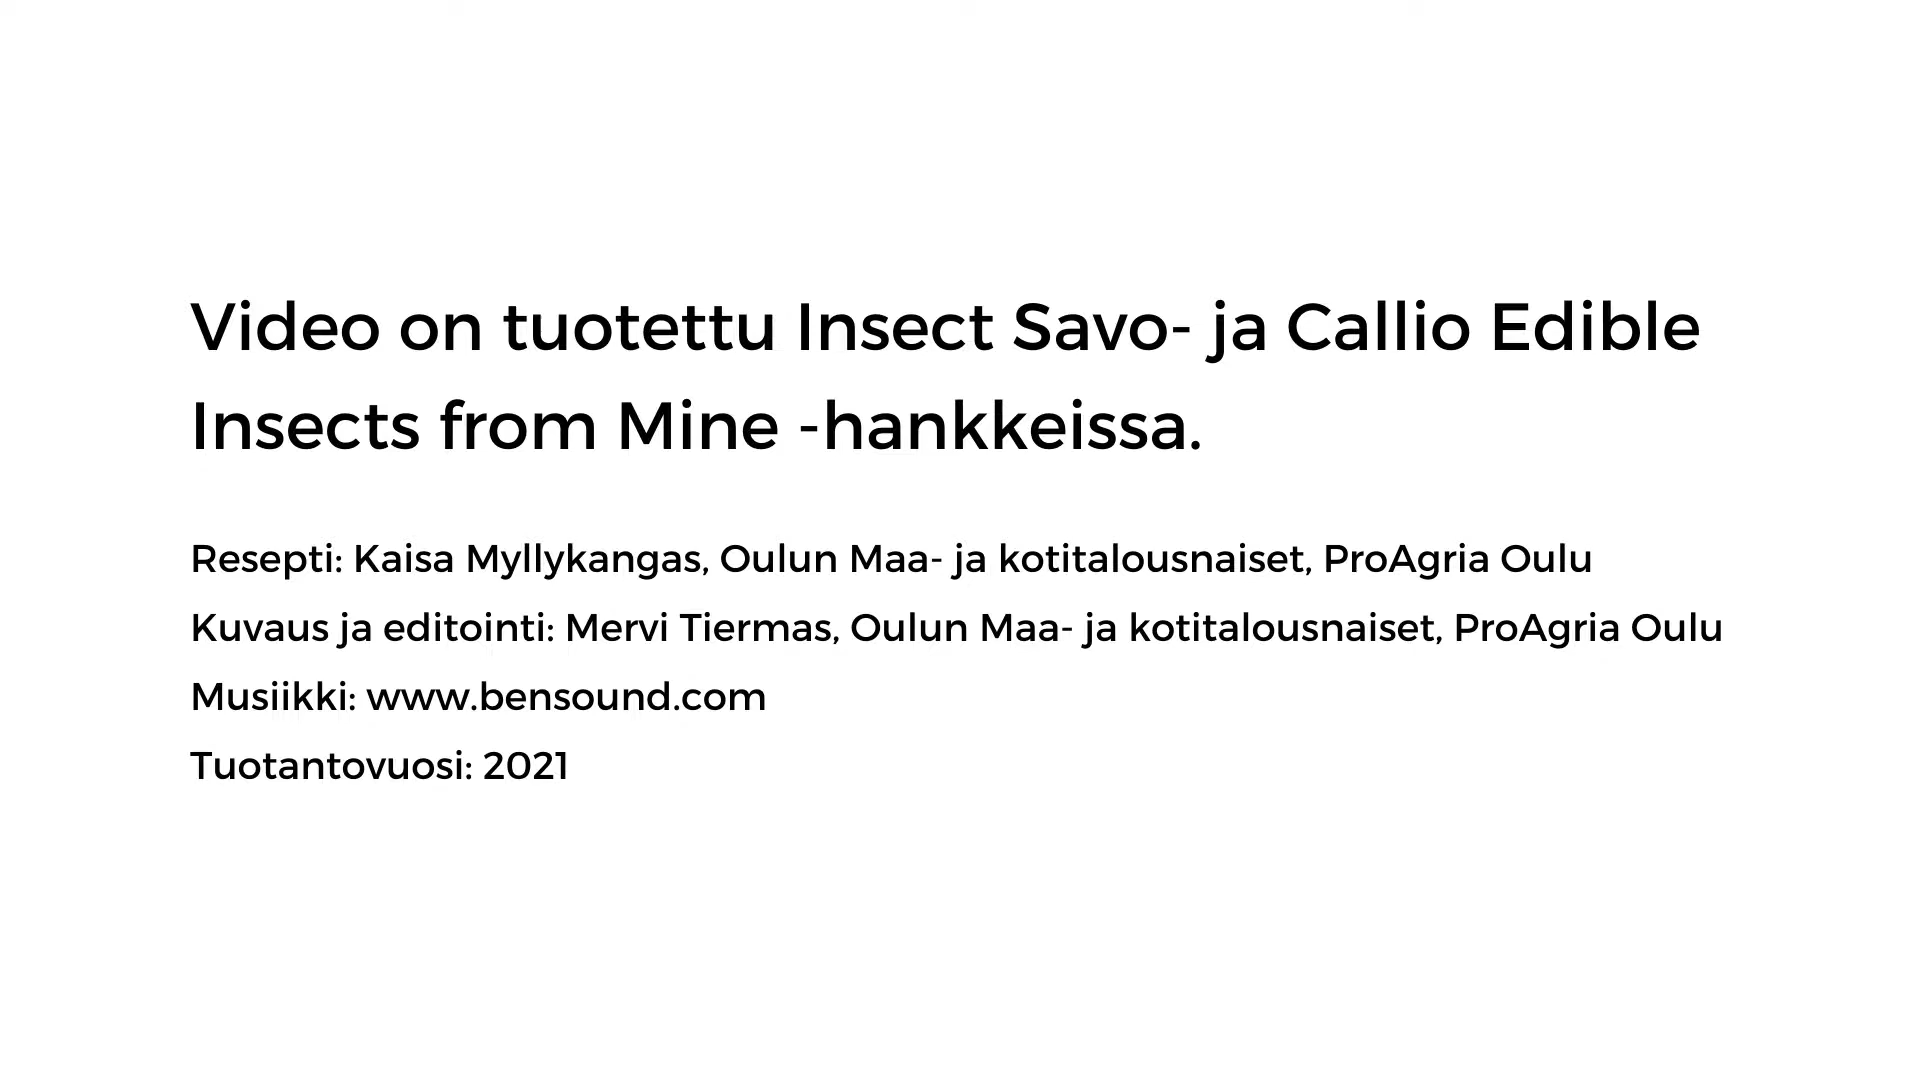 Video on tuotettu Insect Savo- ja Callio Edible
Insects from Mine -hankkeissa.
Resepti: Kaisa Myllykangas, Oulun Maa- ja kotitalousnaiset, ProAgria Oulu
Kuvaus ja editointi: Mervi Tiermas, Oulun Maa- ja kotitalousnaiset, ProAgria Oulu
Musiikki: www.bensound.com
Tuotantovuosi: 2021